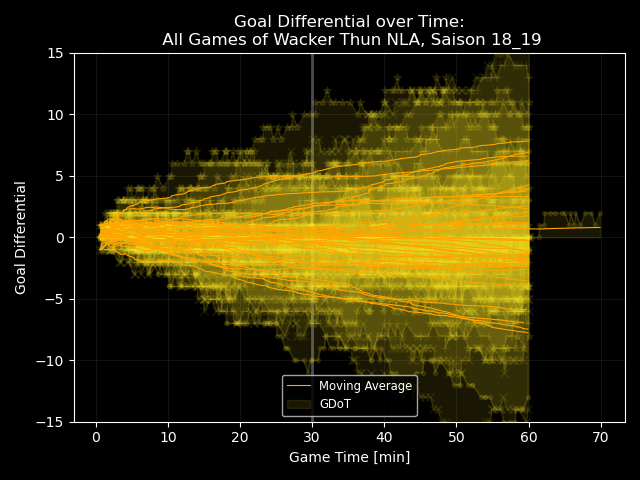 Goal Differential over Time:
All Games of Wacker Thun NLA, Saison 18_19
Goal Differential
15
10
5
0
−5
−10
−15
Moving Average
GDoT
0 10 20 30 40 50 60 70
Game Time [min]